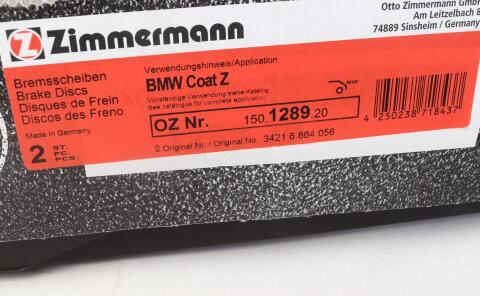 Z Zimmermann
Otto Zimmermann GmbH
Am Leitzelbach
74889 Sinsheim / Germany
Bremsscheiben
Brake Discs
Disques de Frein
Discos del Freno
Made in Germany
2 ST.
PC.
PCS.
Verwendungshinweis/Application
BMW Coat Z
Vollständige Verwendung siehe Katalog
See catalogue for complete application
WEAR
OZ Nr. 150.1289.20
Original Nr. / Original No. 3421 6 864 056
4 250238 718437